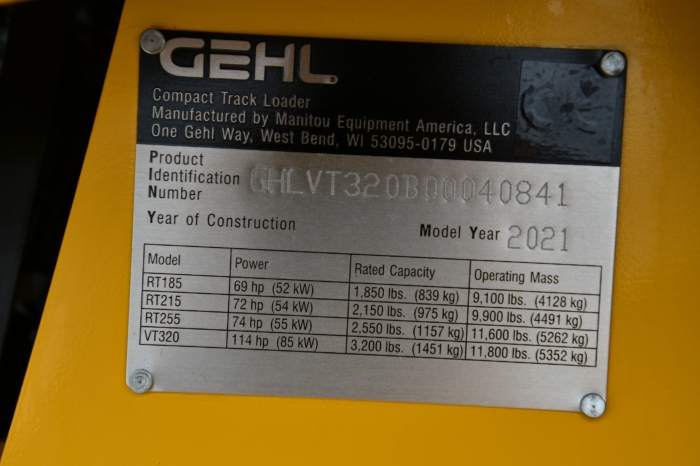 GEHL
Compact Track Loader
Manufactured by Manitou Equipment America, LLC
One Gehl Way, West Bend, WI 53095-0179 USA
Product
Identification GHLVT320B00040841
Number
Year of Construction Model Year 2021
Model Power Rated Capacity Operating Mass
RT185 69 hp (52 kW) 1,850 lbs. (839 kg) 9,100 lbs. (4128 kg)
RT215 72 hp (54 kW) 2,150 lbs. (975 kg) 9,900 lbs. (4491 kg)
RT255 74 hp (55 kW) 2,550 lbs. (1157 kg) 11,600 lbs. (5262 kg)
VT320 114 hp (85 kW) 3,200 lbs. (1451 kg) 11,800 lbs. (5352 kg)